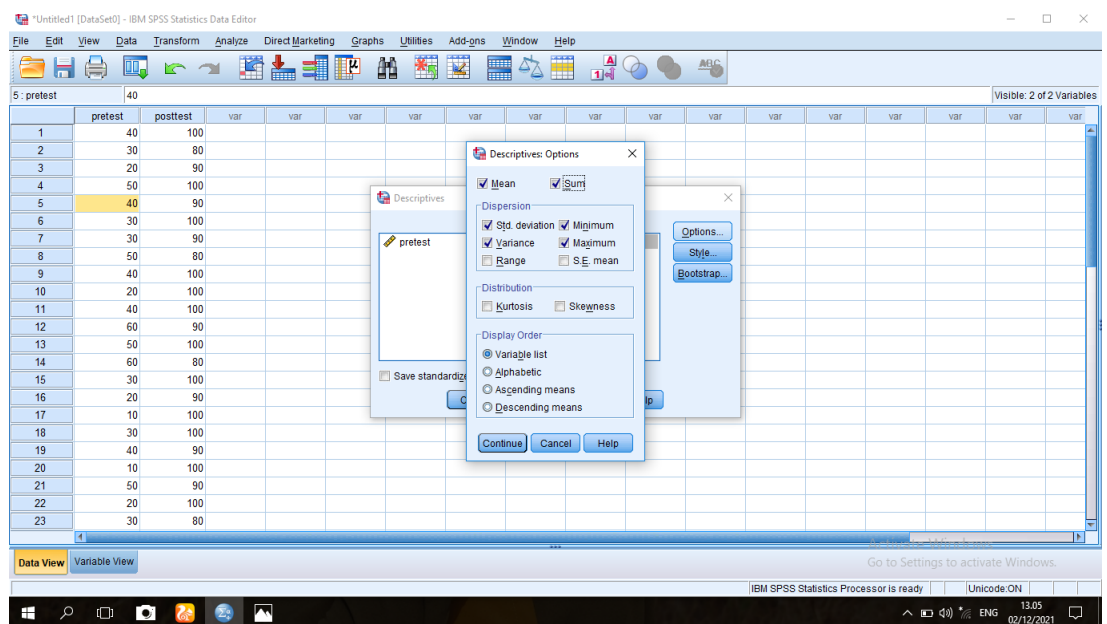 *Untitled1 [DataSet0] - IBM SPSS Statistics Data Editor
File Edit View Data Transform Analyze Direct Marketing Graphs Utilities Add-ons Window Help
5 : pretest 40 Visible: 2 of 2 Variables
pretest posttest var var var var var var var var var var var var var var var
1 40 100
2 30 80
3 20 90
4 50 100
5 40 90
6 30 100
7 30 90
8 50 80
9 40 100
10 20 100
11 40 100
12 60 90
13 50 100
14 60 80
15 30 100
16 20 90
17 10 100
18 30 100
19 40 90
20 10 100
21 50 90
22 20 100
23 30 80
Descriptives
pretest
Options...
Style...
Bootstrap...
Save standardize
Descriptives: Options
Mean Sum
Dispersion
Std. deviation Minimum
Variance Maximum
Range S.E. mean
Distribution
Kurtosis Skewness
Display Order
Variable list
Alphabetic
Ascending means
Descending means
Continue Cancel Help
Data View Variable View
Go to Settings to activate Windows.
IBM SPSS Statistics Processor is ready Unicode:ON
ENG 13.05
02/12/2021